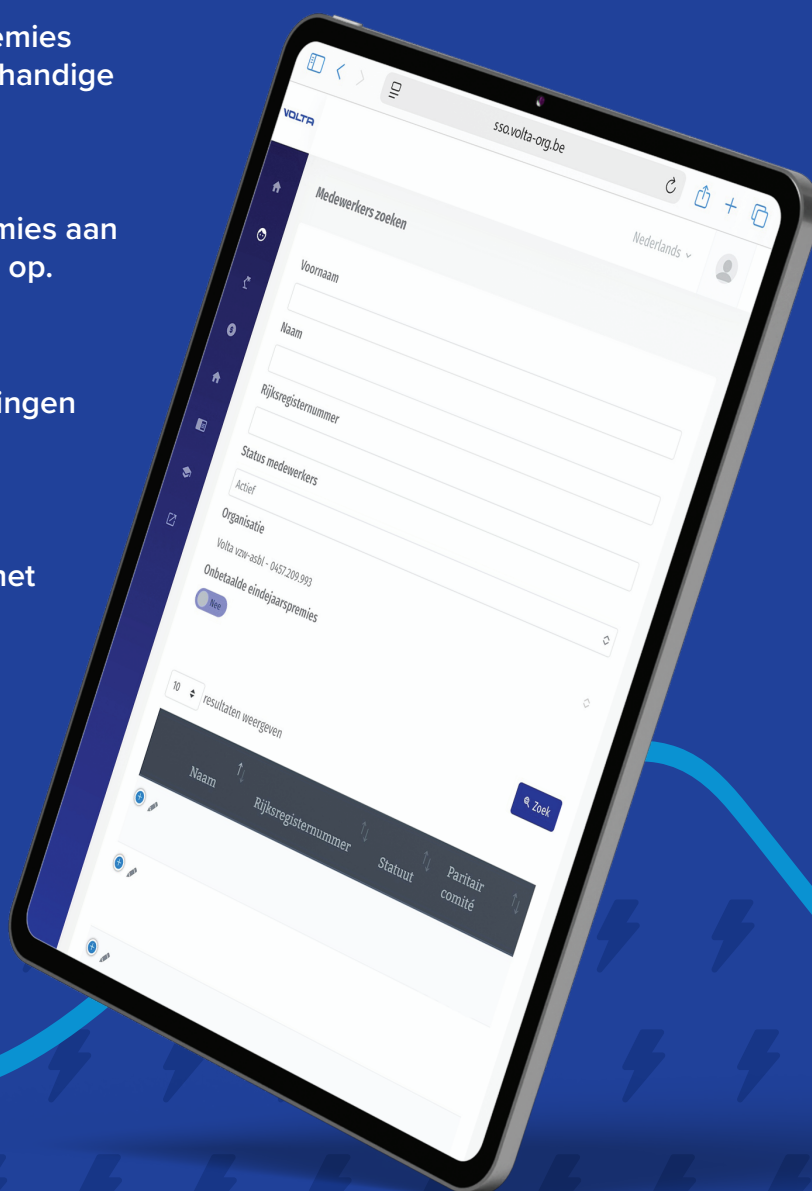 emies
handige
mies aan
op.
ingen
net
sso.volta-org.be
VOLTA
Medewerkers zoeken
Nederlands
Voornaam
Naam
Rijksregisternummer
Status medewerkers
Actief
Organisatie
Volta vzw-asbl - 0457.209.993
Onbetaalde eindejaarspremies
Nee
10 resultaten weergeven
Zoek
Naam
Rijksregisternummer
Statuut
Paritair
comité